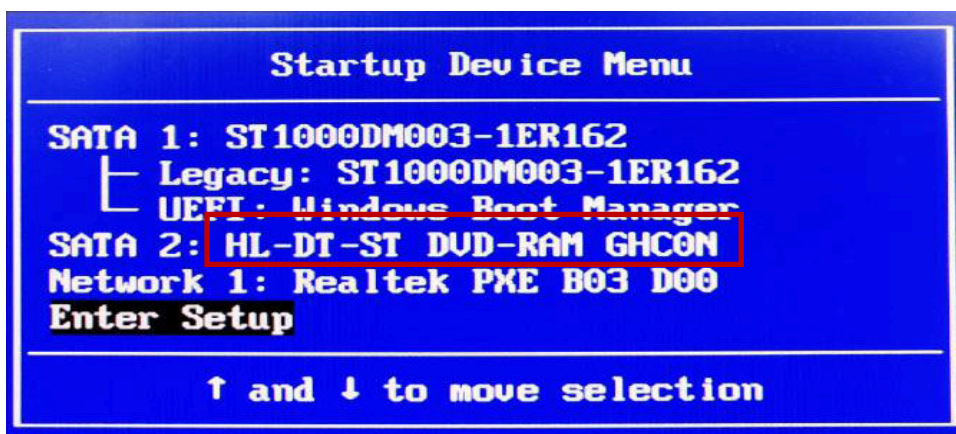 Startup Device Menu
SATA 1: ST1000DM003-1ER162
Legacy: ST1000DM003-1ER162
UEFI: Windows Boot Manager
SATA 2: HL-DT-ST DVD-RAM GHC0N
Network 1: Realtek PXE B03 D00
Enter Setup
↑ and ↓ to move selection